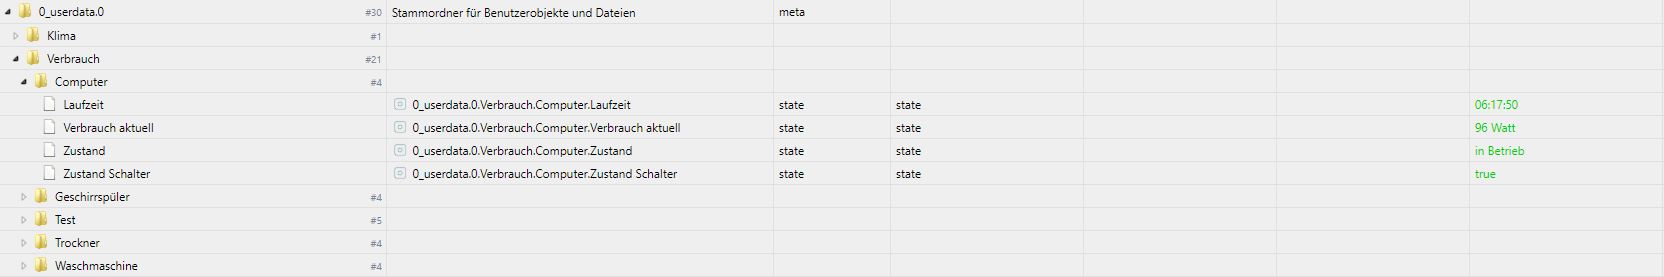 0_userdata.0 #30 Stammordner für Benutzerobjekte und Dateien meta
Klima #1
Verbrauch #21
Computer #4
Laufzeit 0_userdata.0.Verbrauch.Computer.Laufzeit state state 06:17:50
Verbrauch aktuell 0_userdata.0.Verbrauch.Computer.Verbrauch aktuell state state 96 Watt
Zustand 0_userdata.0.Verbrauch.Computer.Zustand state state in Betrieb
Zustand Schalter 0_userdata.0.Verbrauch.Computer.Zustand Schalter state state true
Geschirrspüler #4
Test #5
Trockner #4
Waschmaschine #4